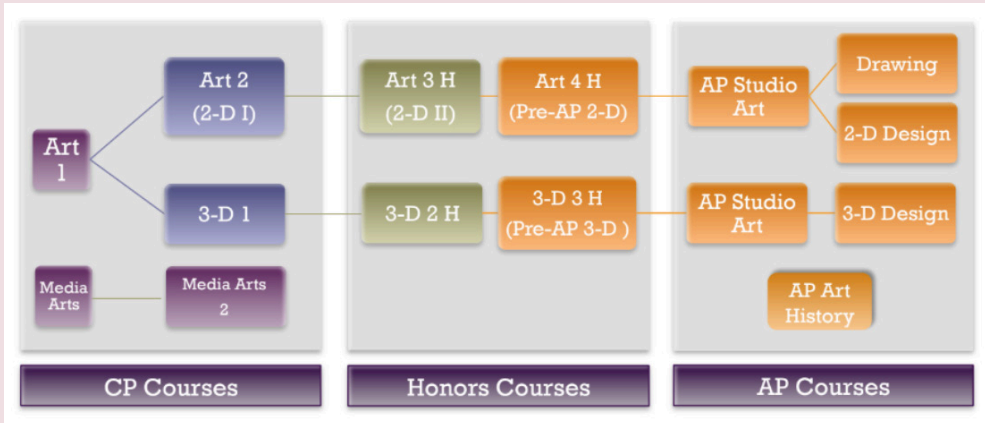 Art
1
Art 2
(2-D I)
3-D 1
Media
Arts
Media Arts
2
CP Courses
Art 3 H
(2-D II)
Art 4 H
(Pre-AP 2-D)
3-D 2 H
3-D 3 H
(Pre-AP 3-D )
Honors Courses
AP Studio
Art
Drawing
2-D Design
AP Studio
Art
3-D Design
AP Art
History
AP Courses